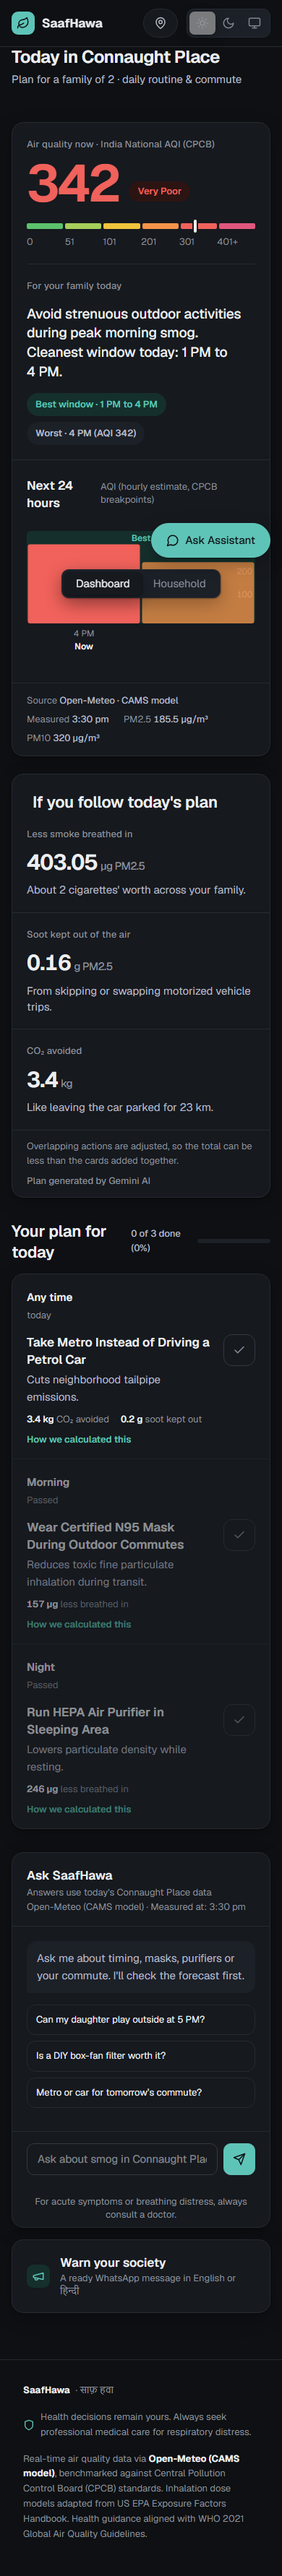 SaafHawa
Today in Connaught Place
Plan for a family of 2 · daily routine & commute
Air quality now · India National AQI (CPCB)
342 Very Poor
0 51 101 201 301 401+
For your family today
Avoid strenuous outdoor activities
during peak morning smog.
Cleanest window today: 1 PM to
4 PM.
Best window · 1 PM to 4 PM
Worst · 4 PM (AQI 342)
Next 24
hours
AQI (hourly estimate, CPCB
breakpoints)
Best
Ask Assistant
Dashboard Household
200
100
4 PM
Now
Source Open-Meteo · CAMS model
Measured 3:30 pm PM2.5 185.5 µg/m³
PM10 320 µg/m³
If you follow today's plan
Less smoke breathed in
403.05 µg PM2.5
About 2 cigarettes' worth across your family.
Soot kept out of the air
0.16 g PM2.5
From skipping or swapping motorized vehicle
trips.
CO₂ avoided
3.4 kg
Like leaving the car parked for 23 km.
Overlapping actions are adjusted, so the total can be
less than the cards added together.
Plan generated by Gemini AI
Your plan for
today
0 of 3 done
(0%)
Any time
today
Take Metro Instead of Driving a
Petrol Car
Cuts neighborhood tailpipe
emissions.
3.4 kg CO₂ avoided 0.2 g soot kept out
How we calculated this
Morning
Passed
Wear Certified N95 Mask
During Outdoor Commutes
Reduces toxic fine particulate
inhalation during transit.
157 µg less breathed in
How we calculated this
Night
Passed
Run HEPA Air Purifier in
Sleeping Area
Lowers particulate density while
resting.
246 µg less breathed in
How we calculated this
Ask SaafHawa
Answers use today's Connaught Place data
Open-Meteo (CAMS model) · Measured at: 3:30 pm
Ask me about timing, masks, purifiers or
your commute. I'll check the forecast first.
Can my daughter play outside at 5 PM?
Is a DIY box-fan filter worth it?
Metro or car for tomorrow's commute?
Ask about smog in Connaught Plac
For acute symptoms or breathing distress, always
consult a doctor.
Warn your society
A ready WhatsApp message in English or
हिन्दी
SaafHawa · साफ़ हवा
Health decisions remain yours. Always seek
professional medical care for respiratory distress.
Real-time air quality data via Open-Meteo (CAMS
model), benchmarked against Central Pollution
Control Board (CPCB) standards. Inhalation dose
models adapted from US EPA Exposure Factors
Handbook. Health guidance aligned with WHO 2021
Global Air Quality Guidelines.